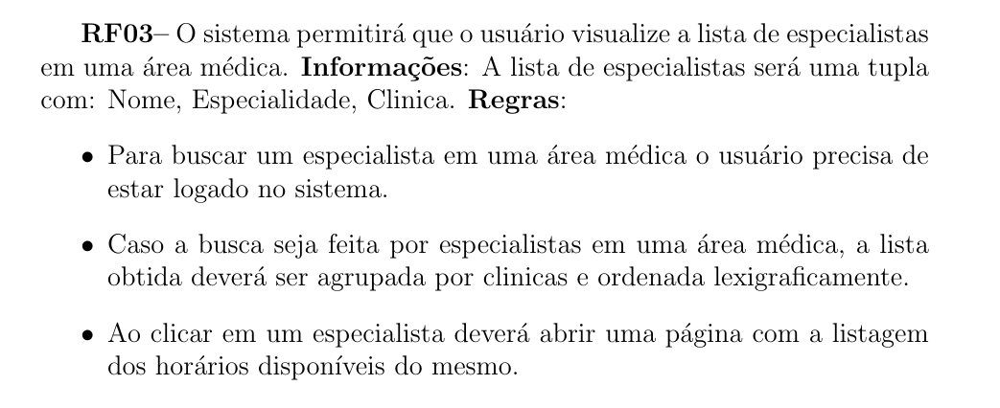 RF03– O sistema permitirá que o usuário visualize a lista de especialistas
em uma área médica. Informações: A lista de especialistas será uma tupla
com: Nome, Especialidade, Clinica. Regras:
• Para buscar um especialista em uma área médica o usuário precisa de
estar logado no sistema.
• Caso a busca seja feita por especialistas em uma área médica, a lista
obtida deverá ser agrupada por clinicas e ordenada lexigraficamente.
• Ao clicar em um especialista deverá abrir uma página com a listagem
dos horários disponíveis do mesmo.